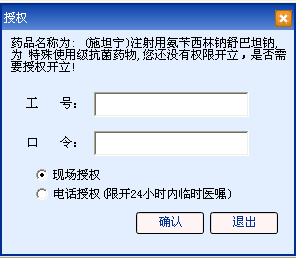 授权
药品名称为: (施坦宁)注射用氨苄西林钠舒巴坦钠,
为 特殊使用级抗菌药物,您还没有权限开立，是否需
要授权开立!
工 号:
口 令:
现场授权
电话授权(限开24小时内临时医嘱)
确认 退出